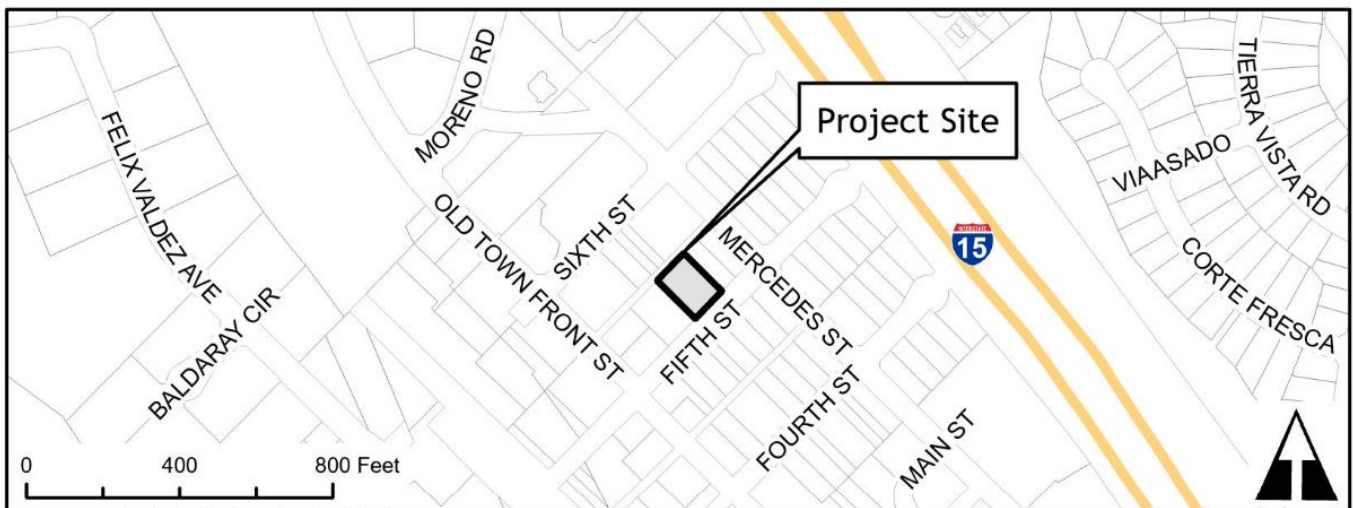 TIERRA VISTA RD
MORENO RD
FELIX VALDEZ AVE
Project Site
VIAASADO
OLD TOWN FRONT ST
SIXTH ST
MERCEDES ST
INTERSTATE
15
CORTE FRESCA
BALDARAY CIR
FIFTH ST
FOURTH ST
MAIN ST
0 400 800 Feet